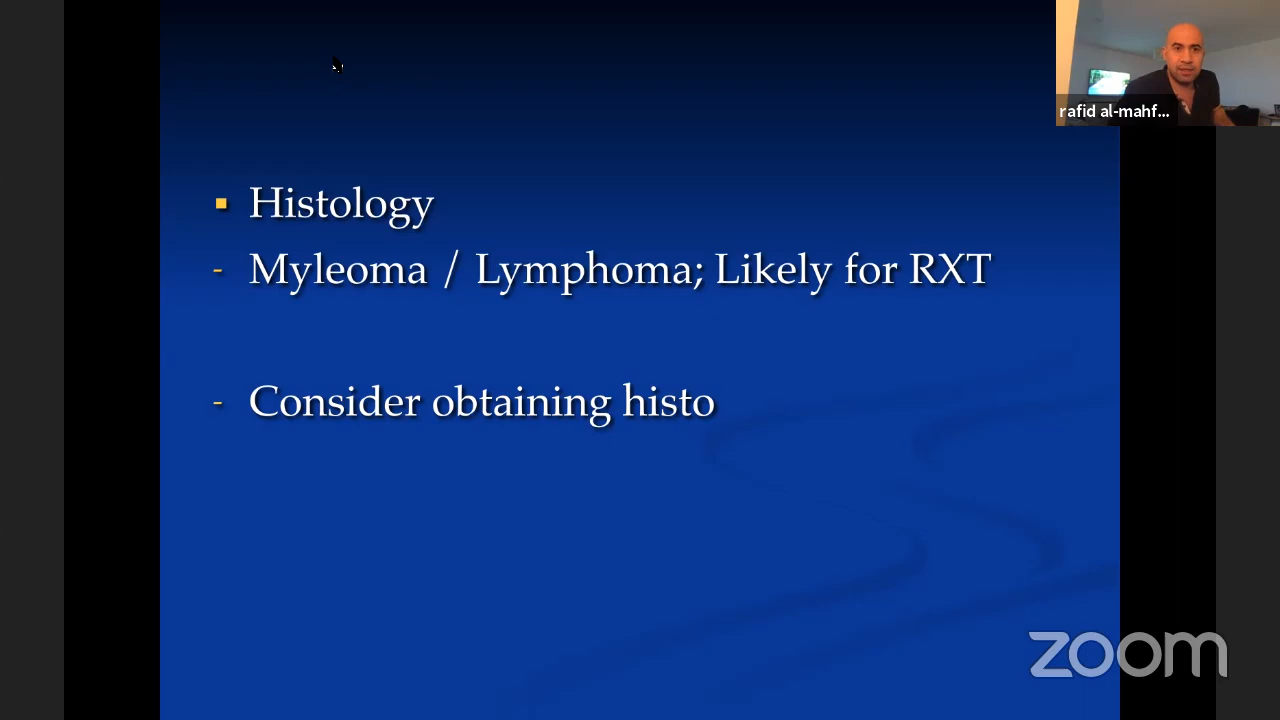 rafid al-mahf...
Histology
- Myleoma / Lymphoma; Likely for RXT
- Consider obtaining histo
zoom